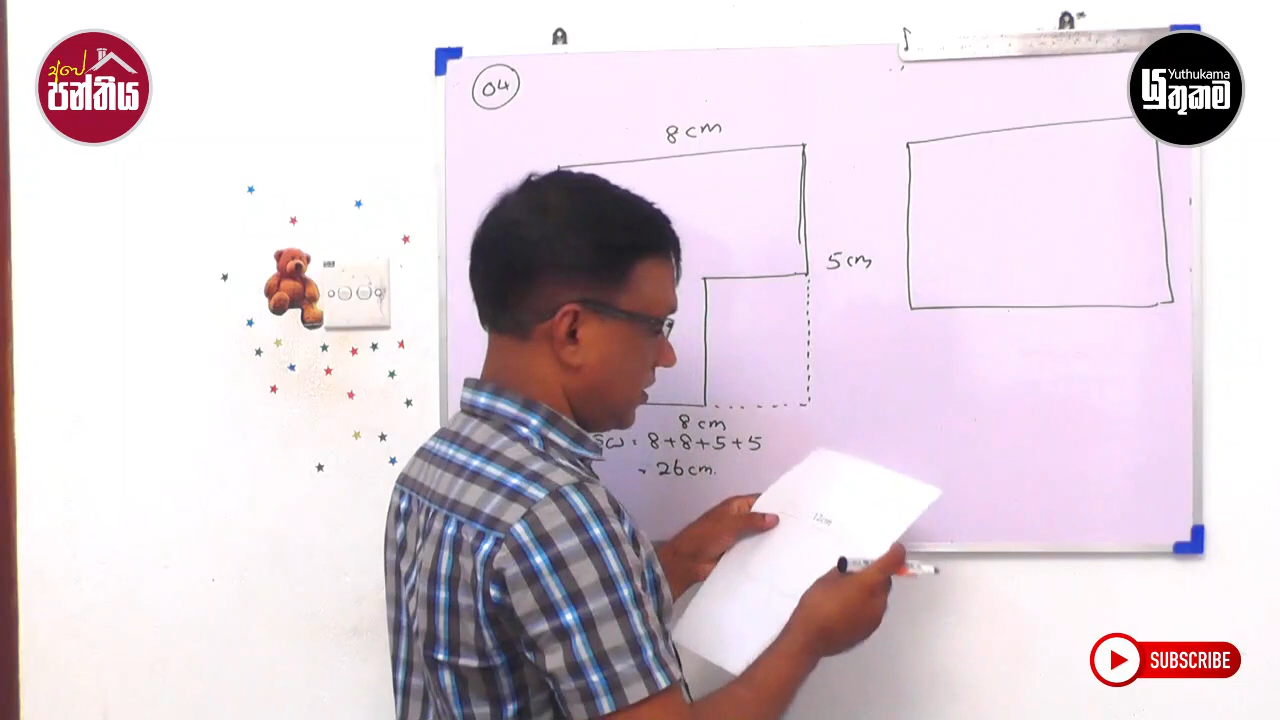 අපේ
පන්තිය
Yuthukama
යුතුකම
04
8 cm
5 cm
8 cm
= 8+8+5+5
= 26 cm.
12cm
SUBSCRIBE